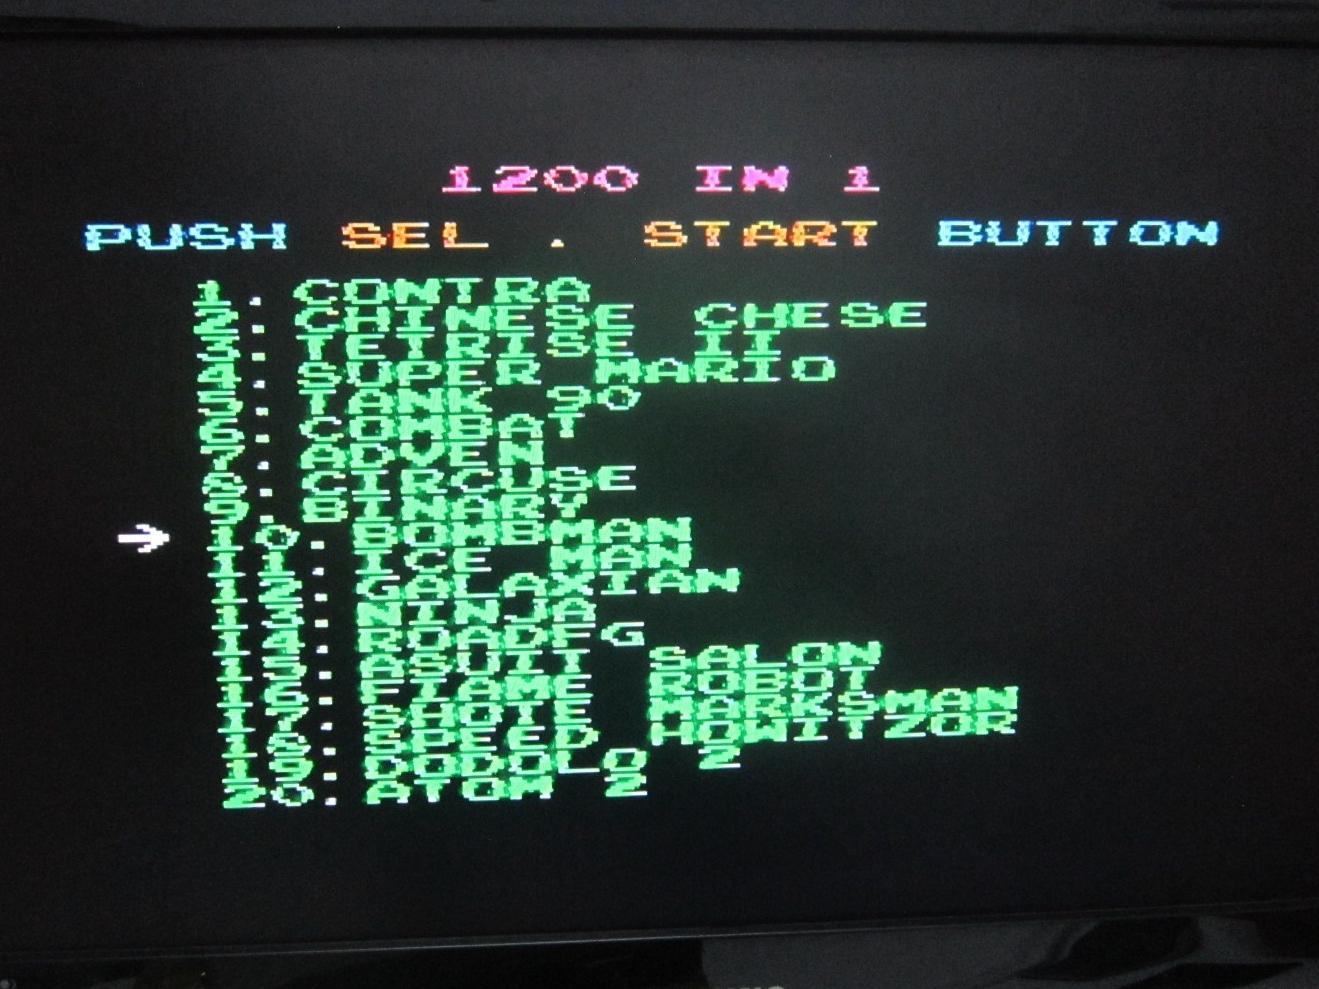 1200 IN 1
PUSH SEL . START BUTTON
1. CONTRA
2. CHINESE CHESE
3. TETRISE II
4. SUPER MARIO
5. TANK 90
6. COMBAT
7. ADVEN
8. CIRCUSE
9. BINARY
→ 10. BOMBMAN
11. ICE MAN
12. GALAXIAN
13. NINJA
14. ROADFG
15. ASUIT SALON
16. FIAME ROBOT
17. SHOTE MARKSMAN
18. SPEED HOWITZOR
19. DODOLO 2
20. ATOM 2